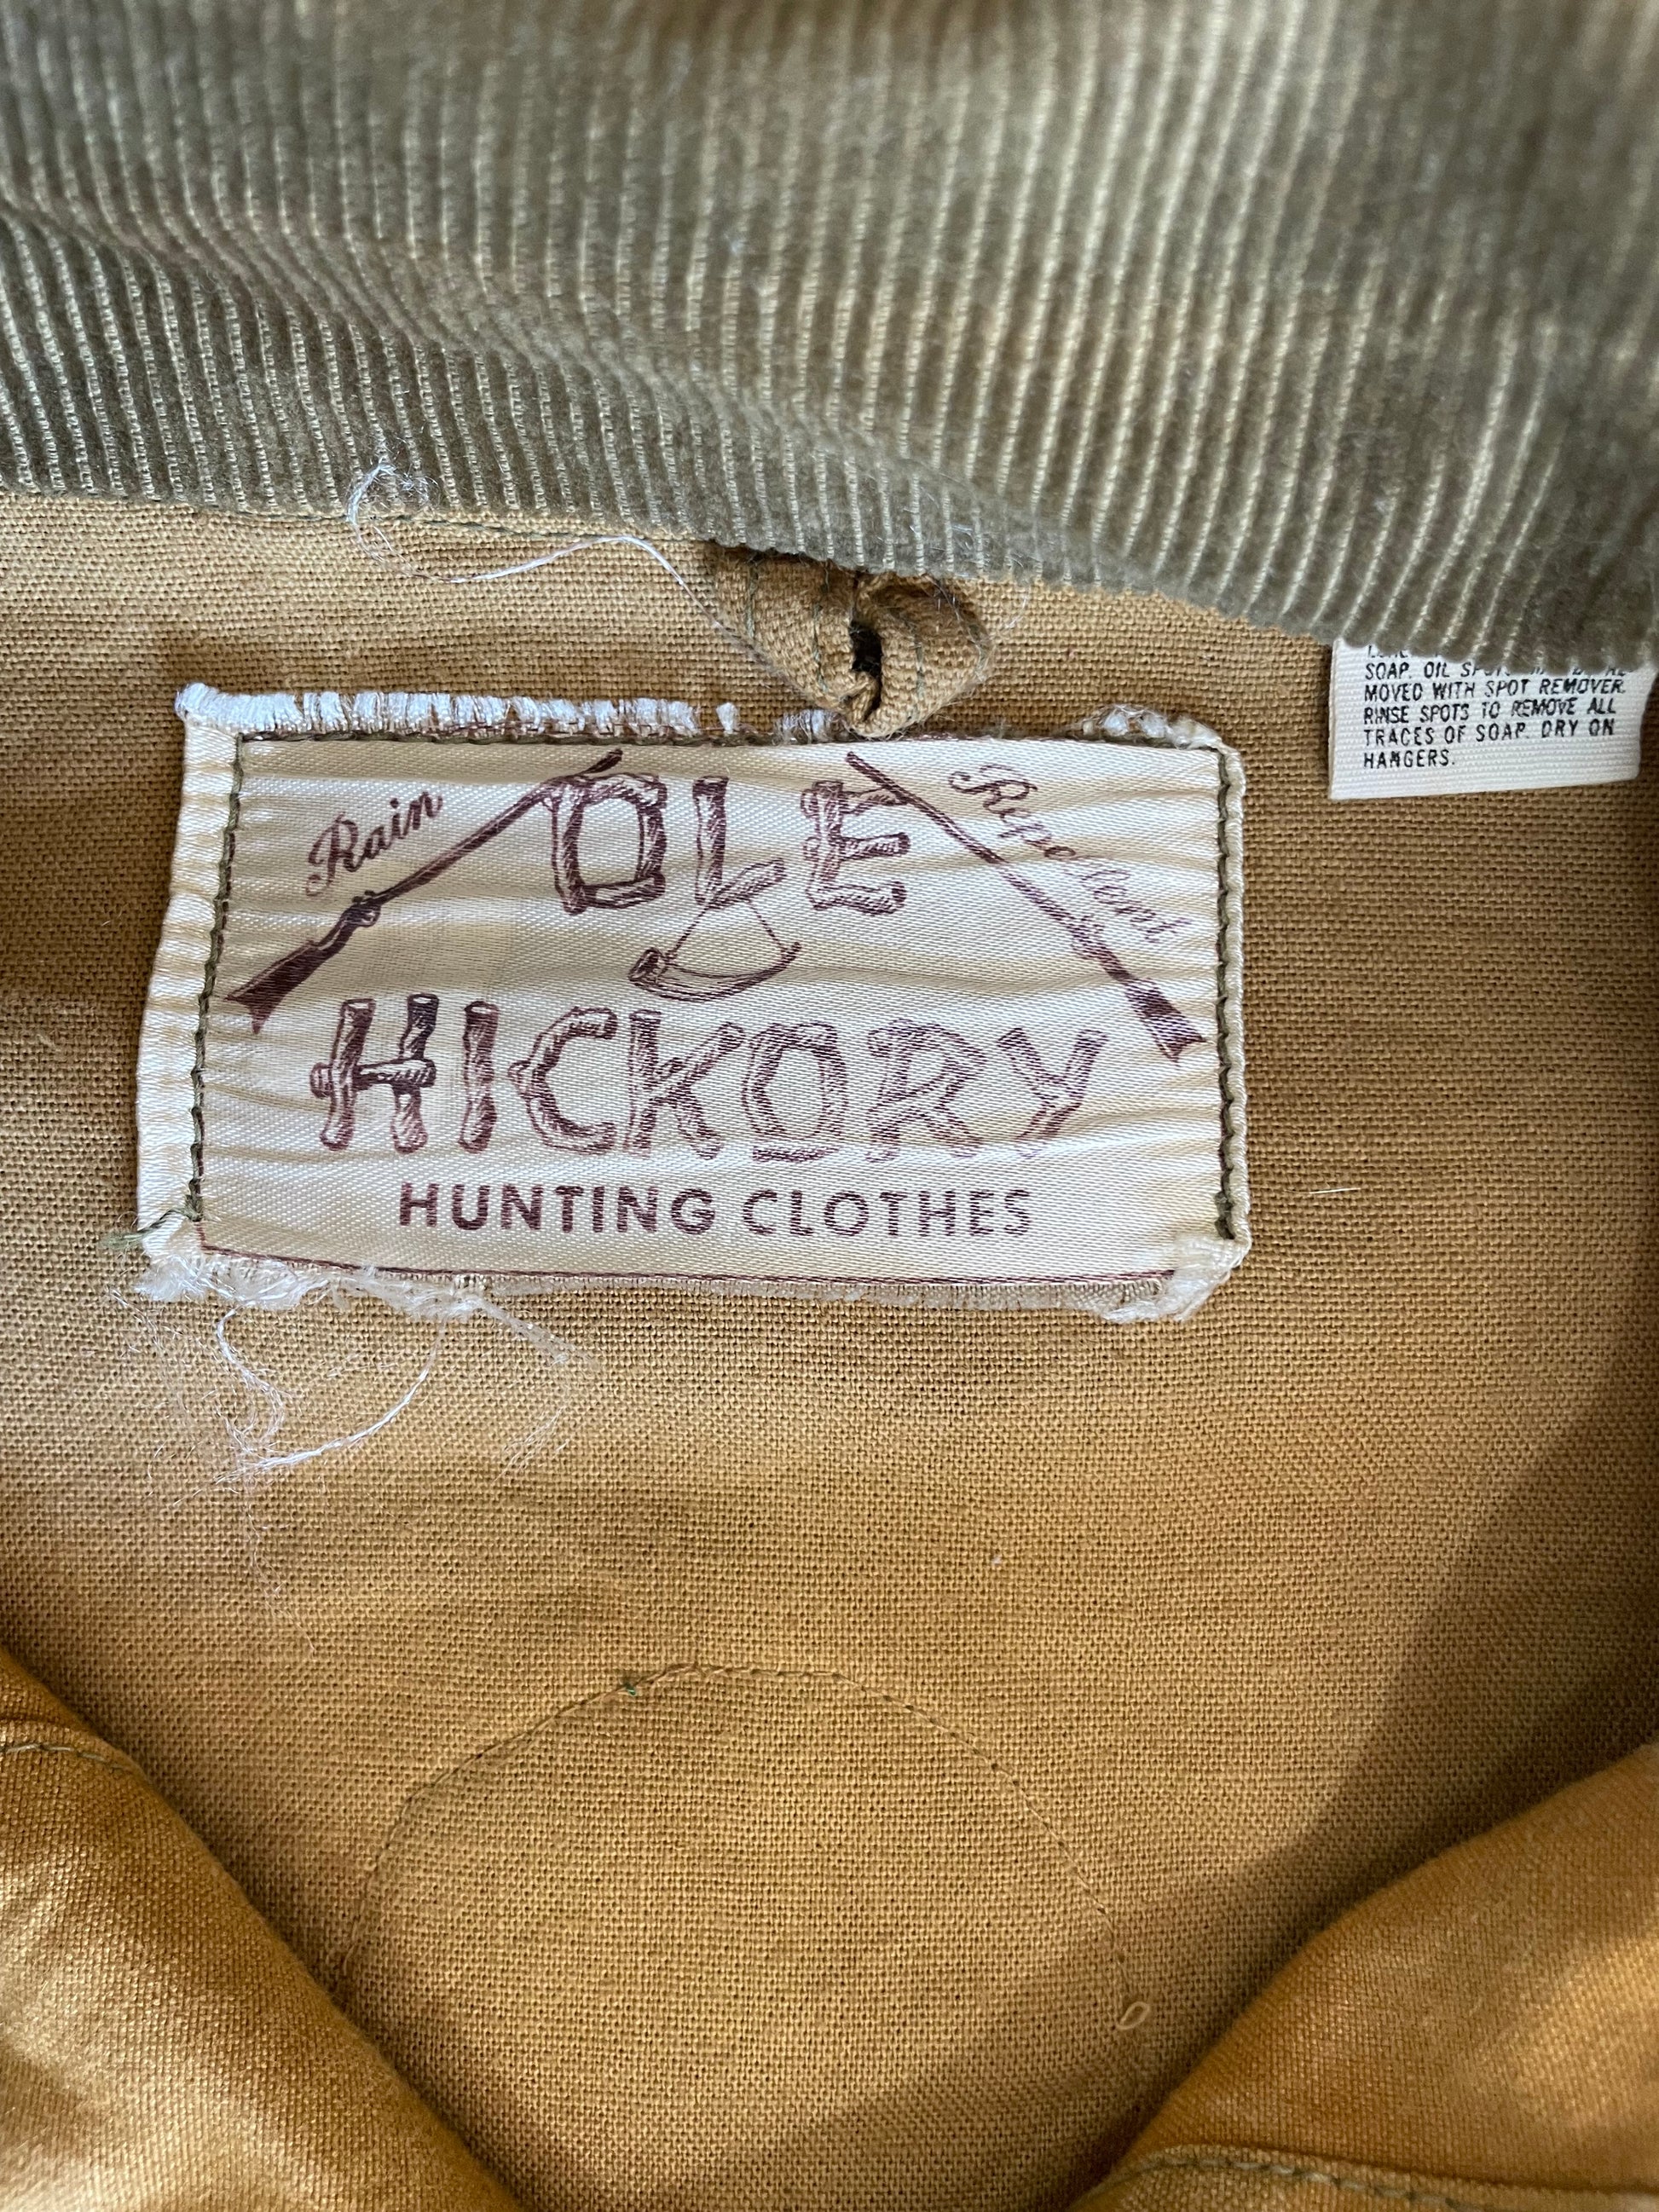 Rain
OLE
Repellent
HICKORY
HUNTING CLOTHES
SOAP. OIL
MOVED WITH SPOT REMOVER.
RINSE SPOTS TO REMOVE ALL
TRACES OF SOAP. DRY ON
HANGERS.